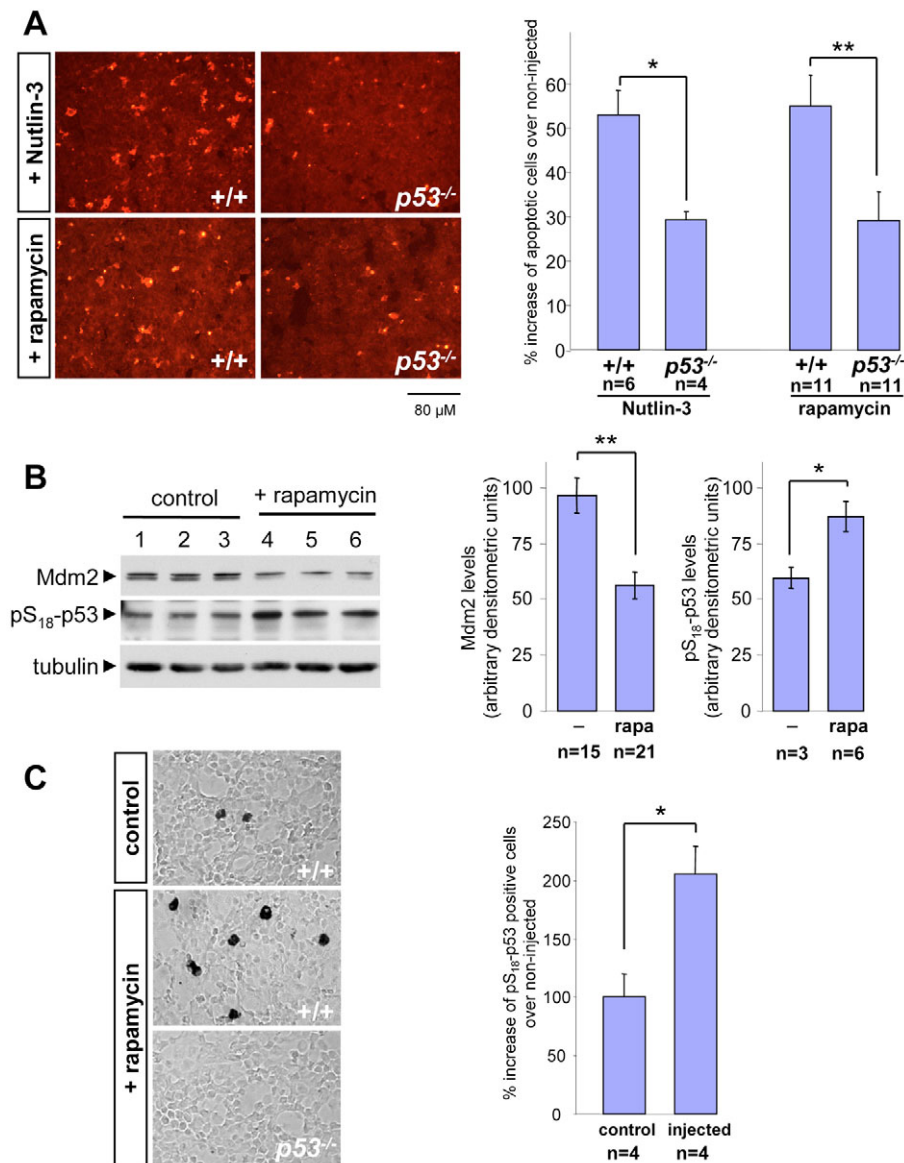 A
+ Nutlin-3
+/+
p53-/-
+ rapamycin
+/+
p53-/-
80 µM
% increase of apoptotic cells over non-injected
60
50
40
30
20
10
0
*
**
+/+
p53-/-
+/+
p53-/-
n=6
n=4
n=11
n=11
Nutlin-3
rapamycin
B
control
+ rapamycin
1 2 3 4 5 6
Mdm2
pS18-p53
tubulin
Mdm2 levels
(arbitrary densitometric units)
100
75
50
25
0
**
– rapa
n=15 n=21
pS18-p53 levels
(arbitrary densitometric units)
100
75
50
25
0
*
– rapa
n=3 n=6
C
control
+/+
+ rapamycin
+/+
p53-/-
% increase of pS18-p53 positive cells
over non-injected
250
200
150
100
50
0
*
control injected
n=4 n=4